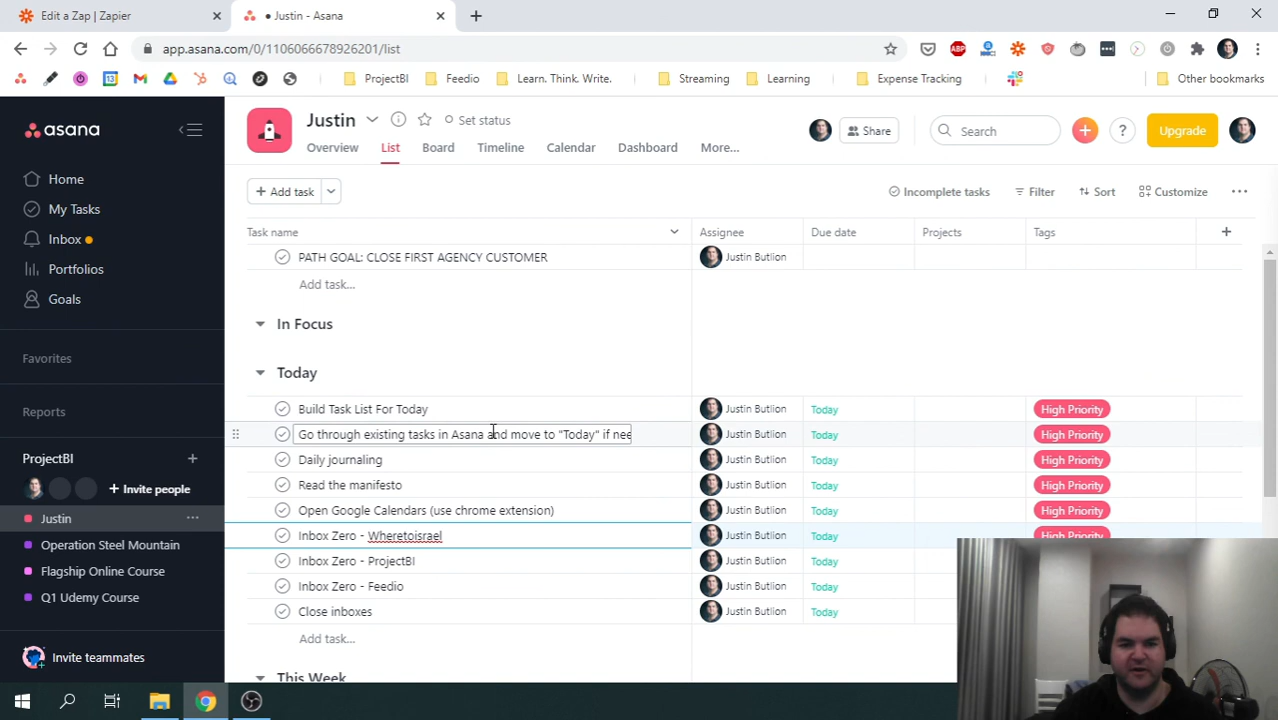 Edit a Zap | Zapier
• Justin - Asana
app.asana.com/0/1106066678926201/list
ABP
ProjectBI
Feedio
Learn. Think. Write.
Streaming
Learning
Expense Tracking
Other bookmarks
asana
Home
My Tasks
Inbox
Portfolios
Goals
Favorites
Reports
ProjectBI
Invite people
Justin
Operation Steel Mountain
Flagship Online Course
Q1 Udemy Course
Invite teammates
Justin
Set status
Share
Search
?
Upgrade
Overview
List
Board
Timeline
Calendar
Dashboard
More...
+ Add task
Incomplete tasks
Filter
Sort
Customize
Task name
Assignee
Due date
Projects
Tags
PATH GOAL: CLOSE FIRST AGENCY CUSTOMER
Justin Butlion
Add task...
In Focus
Today
Build Task List For Today
Justin Butlion
Today
High Priority
Go through existing tasks in Asana and move to "Today" if nee
Justin Butlion
Today
High Priority
Daily journaling
Justin Butlion
Today
High Priority
Read the manifesto
Justin Butlion
Today
High Priority
Open Google Calendars (use chrome extension)
Justin Butlion
Today
High Priority
Inbox Zero - Wheretoisrael
Justin Butlion
Today
High Priority
Inbox Zero - ProjectBI
Justin Butlion
Today
Inbox Zero - Feedio
Justin Butlion
Today
Close inboxes
Justin Butlion
Today
Add task...
This Week